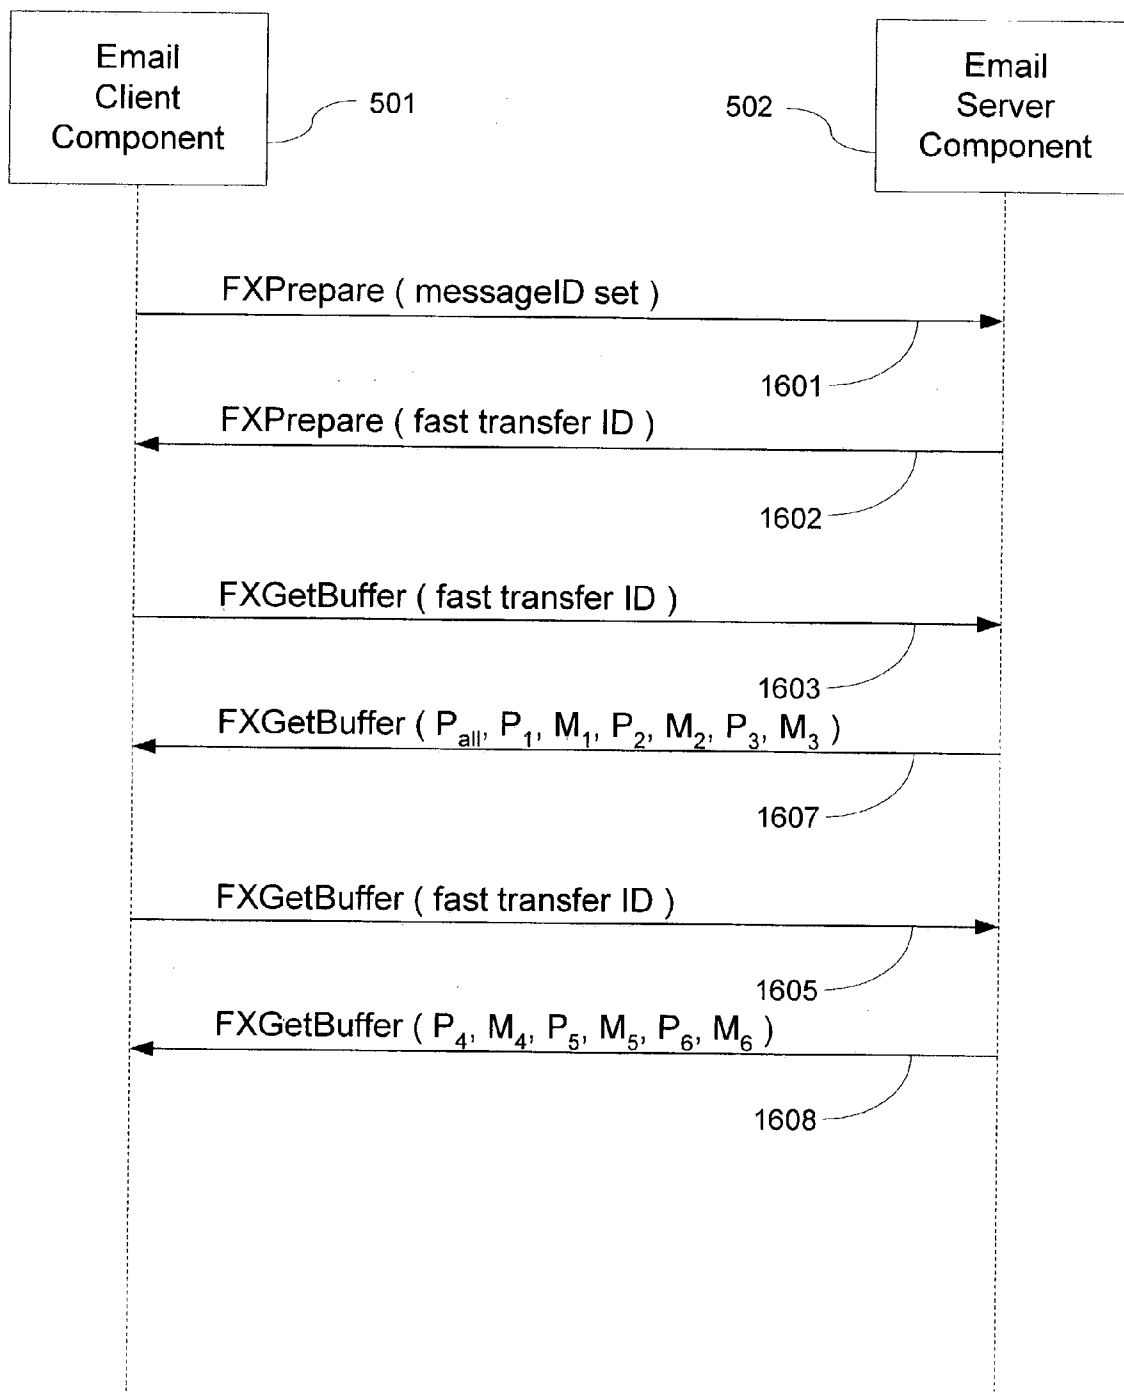 Email
Client
Component
501
502
Email
Server
Component
FXPrepare ( messageID set )
1601
FXPrepare ( fast transfer ID )
1602
FXGetBuffer ( fast transfer ID )
1603
FXGetBuffer ( Pall, P1, M1, P2, M2, P3, M3 )
1607
FXGetBuffer ( fast transfer ID )
1605
FXGetBuffer ( P4, M4, P5, M5, P6, M6 )
1608